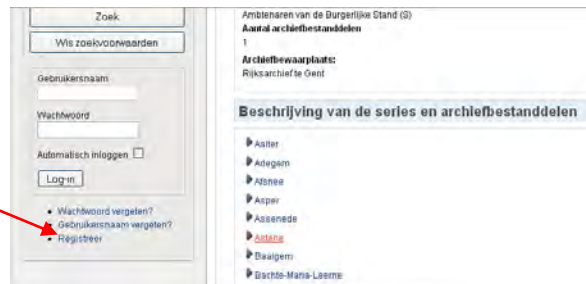 Zoek
Wis zoekvoorwaarden
Gebruikersnaam
Wachtwoord
Automatisch inloggen
Log-in
Wachtwoord vergeten?
Gebruikersnaam vergeten?
Registreer
Ambtenaren van de Burgerlijke Stand (S)
Aantal archiefbestanddelen
1
Archiefbewaarplaats:
Rijksarchief te Gent
Beschrijving van de series en archiefbestanddelen
Aalter
Adegem
Afsnee
Asper
Assenede
Astene
Baaigem
Bachte-Maria-Leerne